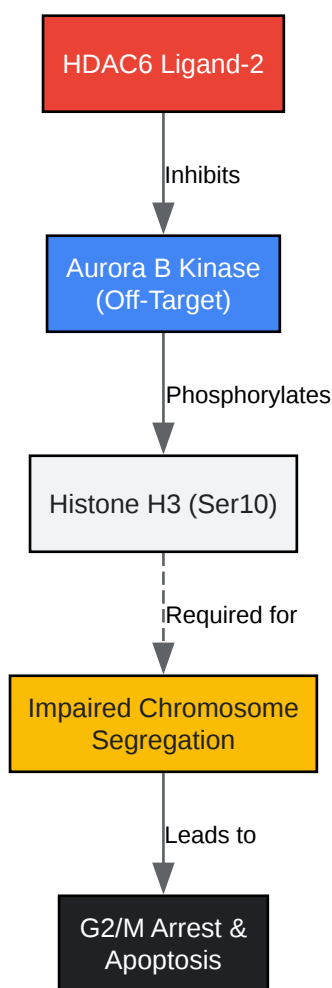 HDAC6 Ligand-2
Inhibits
Aurora B Kinase
(Off-Target)
Phosphorylates
Histone H3 (Ser10)
Required for
Impaired Chromosome
Segregation
Leads to
G2/M Arrest &
Apoptosis